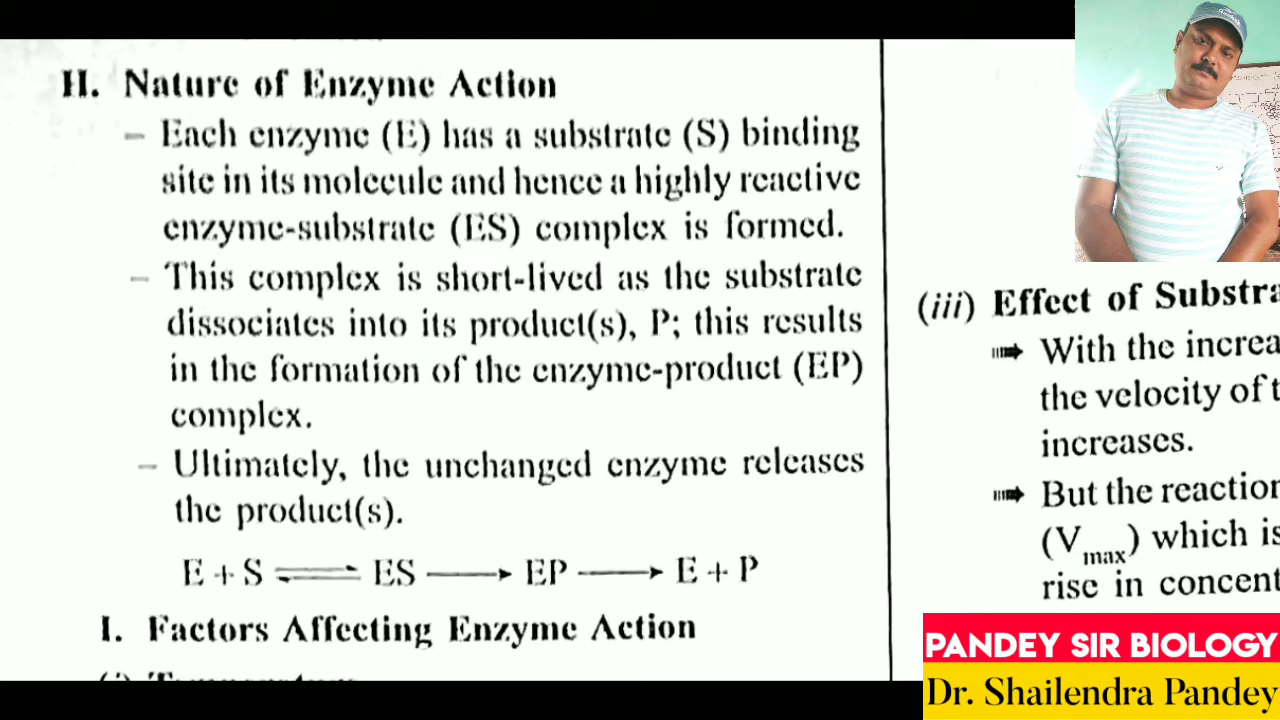 II. Nature of Enzyme Action
– Each enzyme (E) has a substrate (S) binding
site in its molecule and hence a highly reactive
enzyme-substrate (ES) complex is formed.
– This complex is short-lived as the substrate
dissociates into its product(s), P; this results
in the formation of the enzyme-product (EP)
complex.
– Ultimately, the unchanged enzyme releases
the product(s).
E + S ⇌ ES ⟶ EP ⟶ E + P
I. Factors Affecting Enzyme Action
(iii) Effect of Substra
➠ With the increa
the velocity of t
increases.
➠ But the reaction
(Vmax) which is
rise in concent
PANDEY SIR BIOLOGY
Dr. Shailendra Pandey